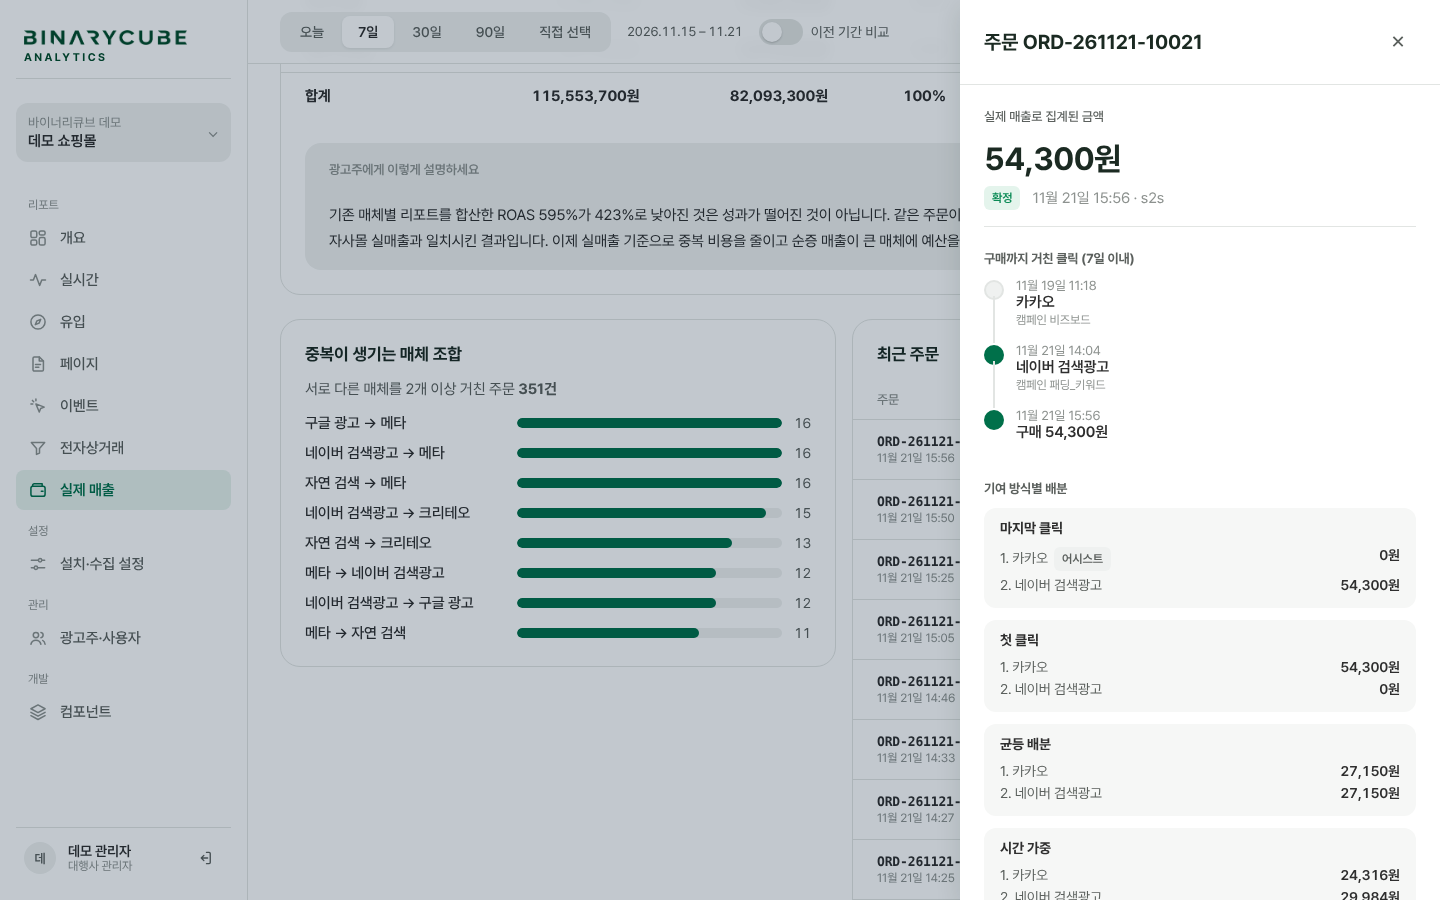 BINARYCUBE
ANALYTICS
바이너리큐브 데모
데모 쇼핑몰
리포트
개요
실시간
유입
페이지
이벤트
전자상거래
실제 매출
설정
설치·수집 설정
관리
광고주·사용자
개발
컴포넌트
데
데모 관리자
대행사 관리자
오늘
7일
30일
90일
직접 선택
2026.11.15 – 11.21
이전 기간 비교
합계 115,553,700원 82,093,300원 100%
광고주에게 이렇게 설명하세요
기존 매체별 리포트를 합산한 ROAS 595%가 423%로 낮아진 것은 성과가 떨어진 것이 아닙니다. 같은 주문이
자사몰 실매출과 일치시킨 결과입니다. 이제 실매출 기준으로 중복 비용을 줄이고 순증 매출이 큰 매체에 예산을
중복이 생기는 매체 조합
서로 다른 매체를 2개 이상 거친 주문 351건
구글 광고 → 메타 16
네이버 검색광고 → 메타 16
자연 검색 → 메타 16
네이버 검색광고 → 크리테오 15
자연 검색 → 크리테오 13
메타 → 네이버 검색광고 12
네이버 검색광고 → 구글 광고 12
메타 → 자연 검색 11
최근 주문
주문
ORD-261121-
11월 21일 15:56
ORD-261121-
11월 21일 15:50
ORD-261121-
11월 21일 15:25
ORD-261121-
11월 21일 15:05
ORD-261121-
11월 21일 14:46
ORD-261121-
11월 21일 14:33
ORD-261121-
11월 21일 14:27
ORD-261121-
11월 21일 14:25
주문 ORD-261121-10021
실제 매출로 집계된 금액
54,300원
확정 11월 21일 15:56 · s2s
구매까지 거친 클릭 (7일 이내)
11월 19일 11:18
카카오
캠페인 비즈보드
11월 21일 14:04
네이버 검색광고
캠페인 패딩_키워드
11월 21일 15:56
구매 54,300원
기여 방식별 배분
마지막 클릭
1. 카카오 어시스트 0원
2. 네이버 검색광고 54,300원
첫 클릭
1. 카카오 54,300원
2. 네이버 검색광고 0원
균등 배분
1. 카카오 27,150원
2. 네이버 검색광고 27,150원
시간 가중
1. 카카오 24,316원
2. 네이버 검색광고 29,984원